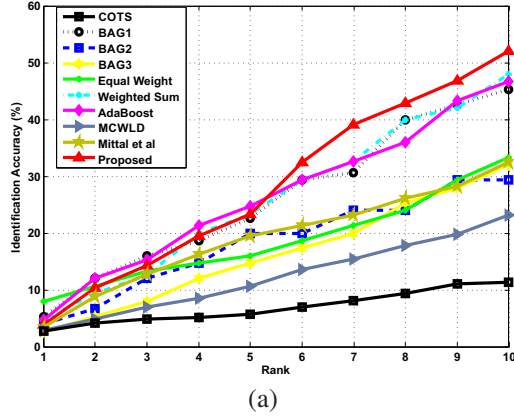 60
50
40
30
20
10
0
Identification Accuracy (%)
COTS
BAG1
BAG2
BAG3
Equal Weight
Weighted Sum
AdaBoost
MCWLD
Mittal et al
Proposed
1 2 3 4 5 6 7 8 9 10
Rank
(a)